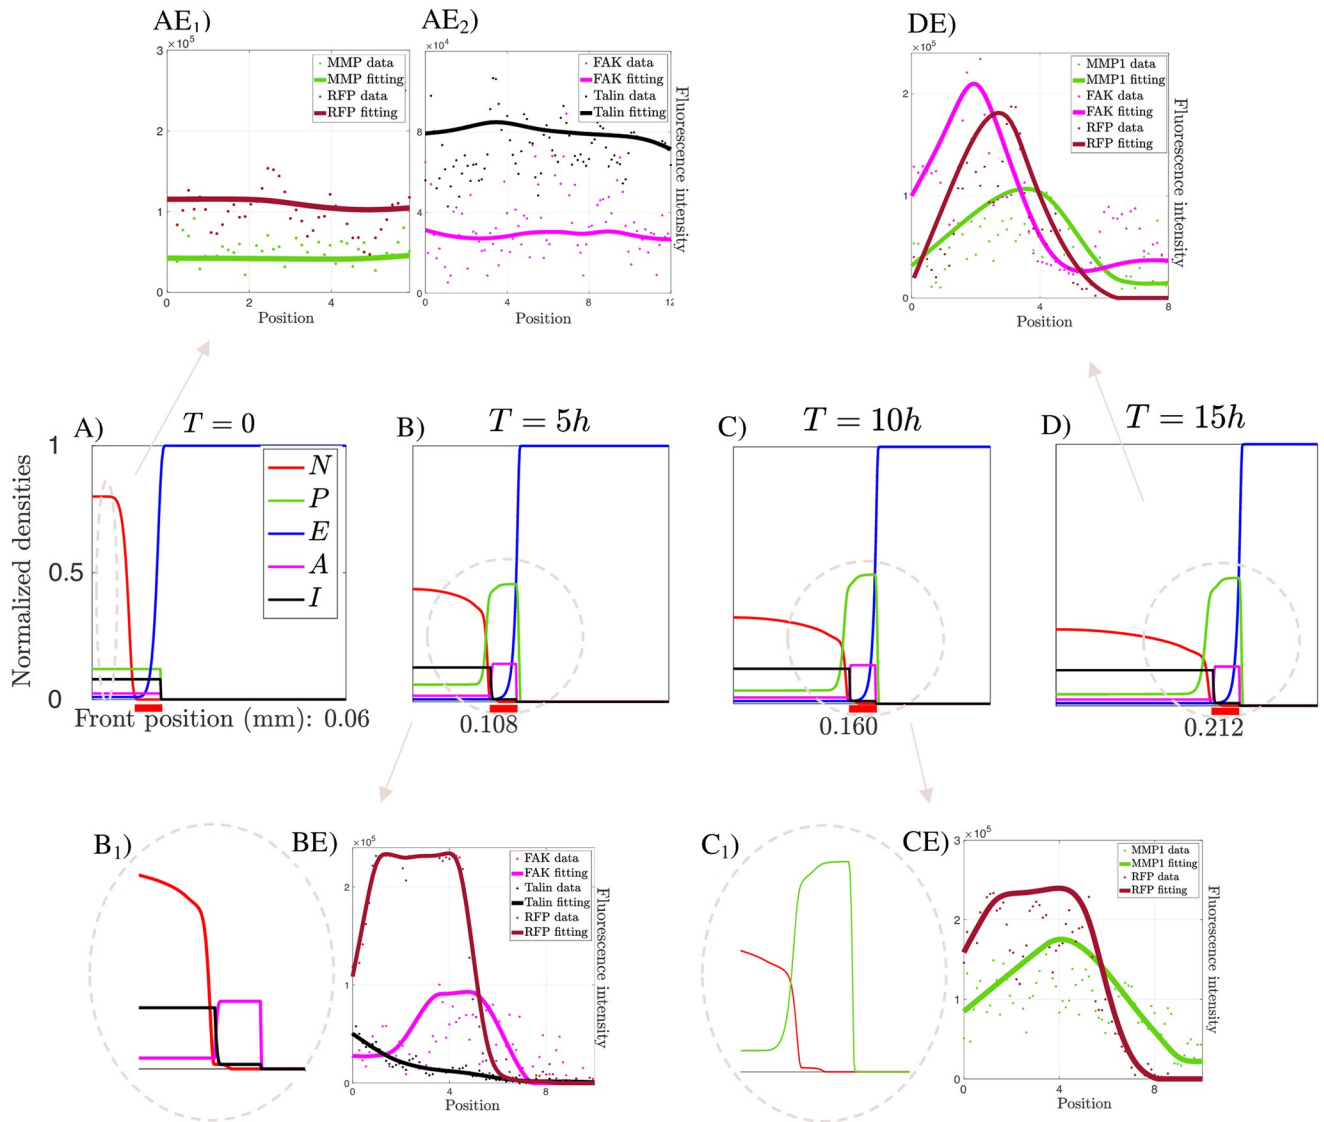 AE₁)
×10⁵
3
2
1
0
0
2
4
Position
MMP data
MMP fitting
RFP data
RFP fitting
AE₂)
×10⁴
8
4
0
0
4
8
12
Position
Fluorescence intensity
FAK data
FAK fitting
Talin data
Talin fitting
DE)
×10⁵
2
1
0
0
4
8
Position
Fluorescence intensity
MMP1 data
MMP1 fitting
FAK data
FAK fitting
RFP data
RFP fitting
A)
T = 0
Normalized densities
1
0.5
0
N
P
E
A
I
Front position (mm): 0.06
B)
T = 5h
0.108
C)
T = 10h
0.160
D)
T = 15h
0.212
B₁)
BE)
×10⁵
2
1
0
0
4
8
Position
Fluorescence intensity
FAK data
FAK fitting
Talin data
Talin fitting
RFP data
RFP fitting
C₁)
CE)
×10⁵
3
2
1
0
0
4
8
Position
Fluorescence intensity
MMP1 data
MMP1 fitting
RFP data
RFP fitting